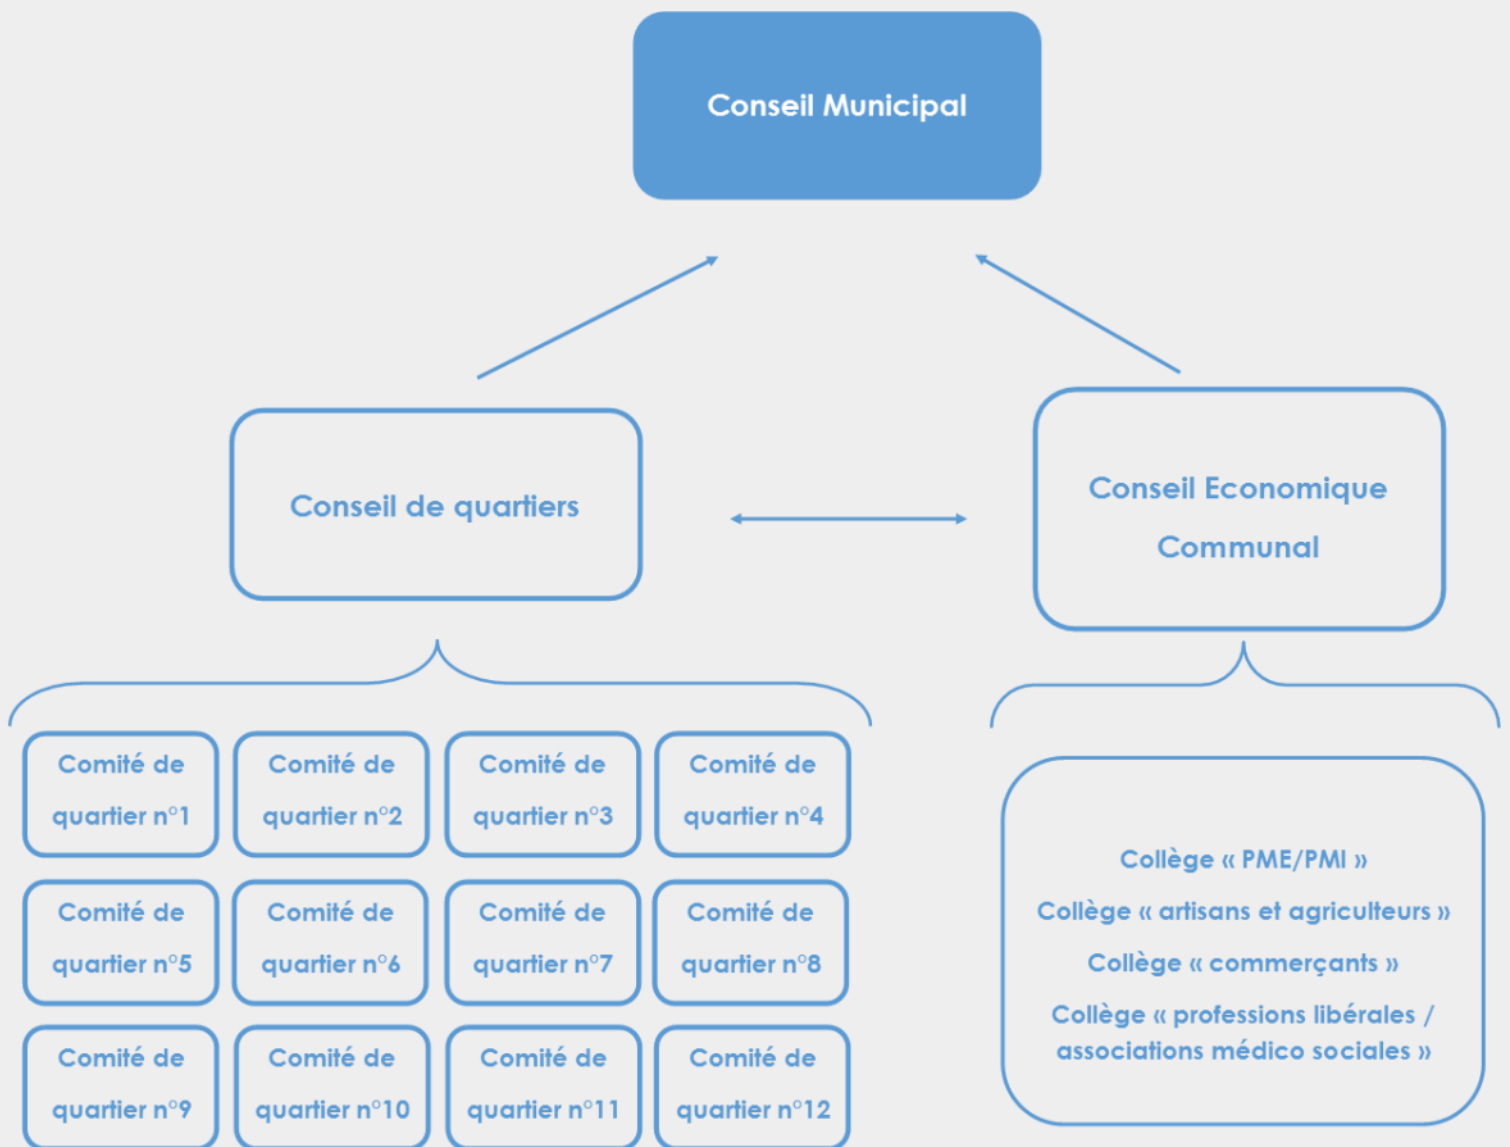 Conseil Municipal
Conseil de quartiers
Conseil Economique
Communal
Comité de
quartier n°1
Comité de
quartier n°2
Comité de
quartier n°3
Comité de
quartier n°4
Comité de
quartier n°5
Comité de
quartier n°6
Comité de
quartier n°7
Comité de
quartier n°8
Comité de
quartier n°9
Comité de
quartier n°10
Comité de
quartier n°11
Comité de
quartier n°12
Collège « PME/PMI »
Collège « artisans et agriculteurs »
Collège « commerçants »
Collège « professions libérales /
associations médico sociales »